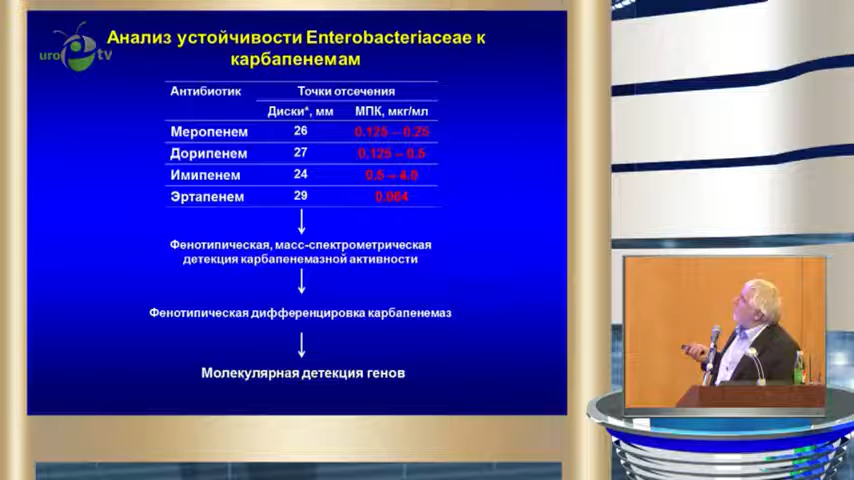 Анализ устойчивости Enterobacteriaceae к
карбапенемам
uro tv
Антибиотик Точки отсечения
Диски*, мм МПК, мкг/мл
Меропенем 26 0.125 – 0.25
Дорипенем 27 0,125 – 0.5
Имипенем 24 0.5 – 4.0
Эртапенем 29 0.064
Фенотипическая, масс-спектрометрическая
детекция карбапенемазной активности
Фенотипическая дифференцировка карбапенемаз
Молекулярная детекция генов